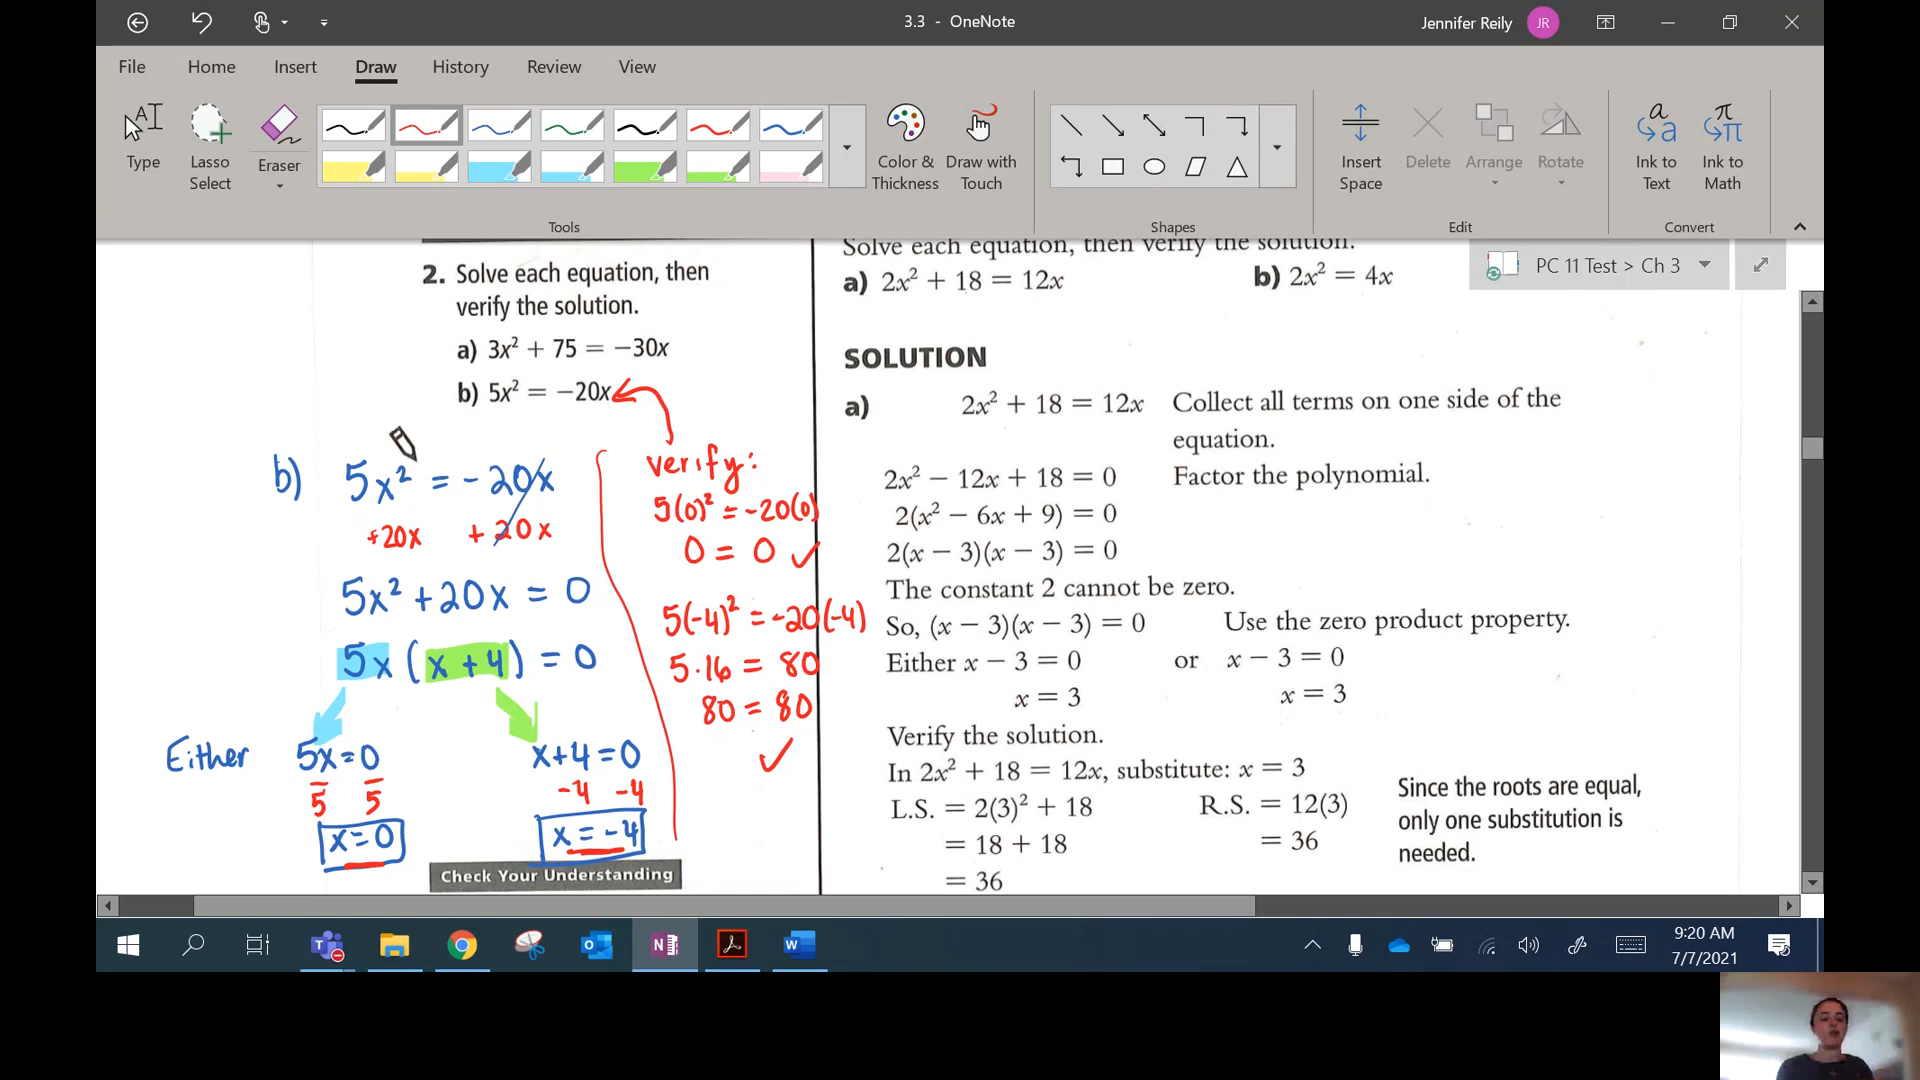 3.3 - OneNote
Jennifer Reily JR
File Home Insert Draw History Review View
Type
Lasso Select
Eraser
Color & Thickness
Draw with Touch
Insert Space
Delete
Arrange
Rotate
Ink to Text
Ink to Math
Tools Shapes Edit Convert
PC 11 Test > Ch 3
2. Solve each equation, then
verify the solution.
a) 3x² + 75 = −30x
b) 5x² = −20x
b) 5x² = -20x
+20x +20x
5x² + 20x = 0
5x (x + 4) = 0
Either 5x = 0 x+4 = 0
5 5 -4 -4
x = 0 x = -4
verify:
5(0)² = -20(0)
0 = 0 ✓
5(-4)² = -20(-4)
5·16 = 80
80 = 80
✓
Check Your Understanding
Solve each equation, then verify the solution.
a) 2x² + 18 = 12x b) 2x² = 4x
SOLUTION
a) 2x² + 18 = 12x Collect all terms on one side of the
equation.
2x² − 12x + 18 = 0 Factor the polynomial.
2(x² − 6x + 9) = 0
2(x − 3)(x − 3) = 0
The constant 2 cannot be zero.
So, (x − 3)(x − 3) = 0 Use the zero product property.
Either x − 3 = 0 or x − 3 = 0
x = 3 x = 3
Verify the solution.
In 2x² + 18 = 12x, substitute: x = 3
L.S. = 2(3)² + 18 R.S. = 12(3)
= 18 + 18 = 36
= 36
Since the roots are equal,
only one substitution is
needed.
9:20 AM
7/7/2021